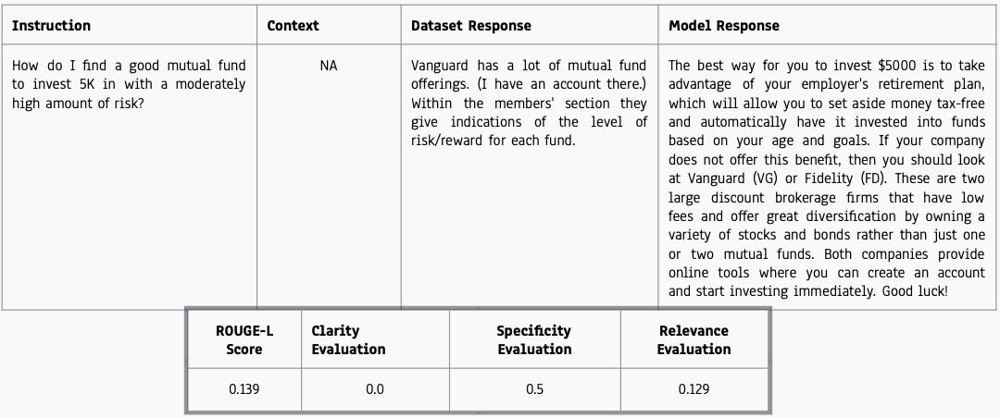 Instruction
Context
Dataset Response
Model Response
How do I find a good mutual fund
to invest 5K in with a moderately
high amount of risk?
NA
Vanguard has a lot of mutual fund
offerings. (I have an account there.)
Within the members' section they
give indications of the level of
risk/reward for each fund.
The best way for you to invest $5000 is to take
advantage of your employer's retirement plan,
which will allow you to set aside money tax-free
and automatically have it invested into funds
based on your age and goals. If your company
does not offer this benefit, then you should look
at Vanguard (VG) or Fidelity (FD). These are two
large discount brokerage firms that have low
fees and offer great diversification by owning a
variety of stocks and bonds rather than just one
or two mutual funds. Both companies provide
online tools where you can create an account
and start investing immediately. Good luck!
ROUGE-L
Score
Clarity
Evaluation
Specificity
Evaluation
Relevance
Evaluation
0.139
0.0
0.5
0.129